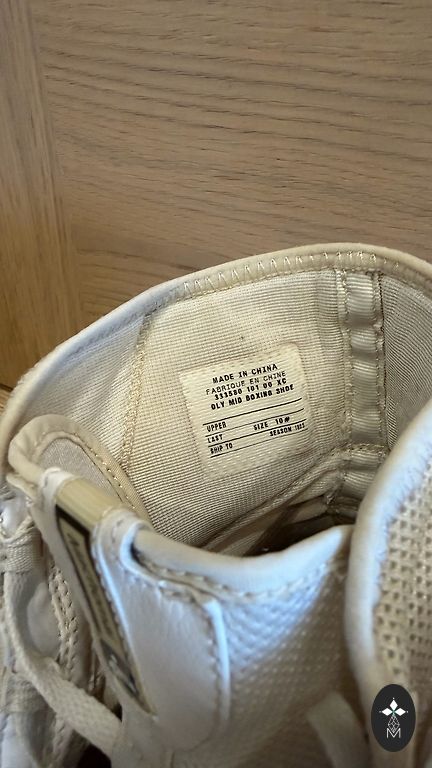 MADE IN CHINA
FABRIQUE EN CHINE
333580 101 00 XC
OLY MID BOXING SHOE
UPPER
LAST SIZE 10#
SHIP TO SEASON